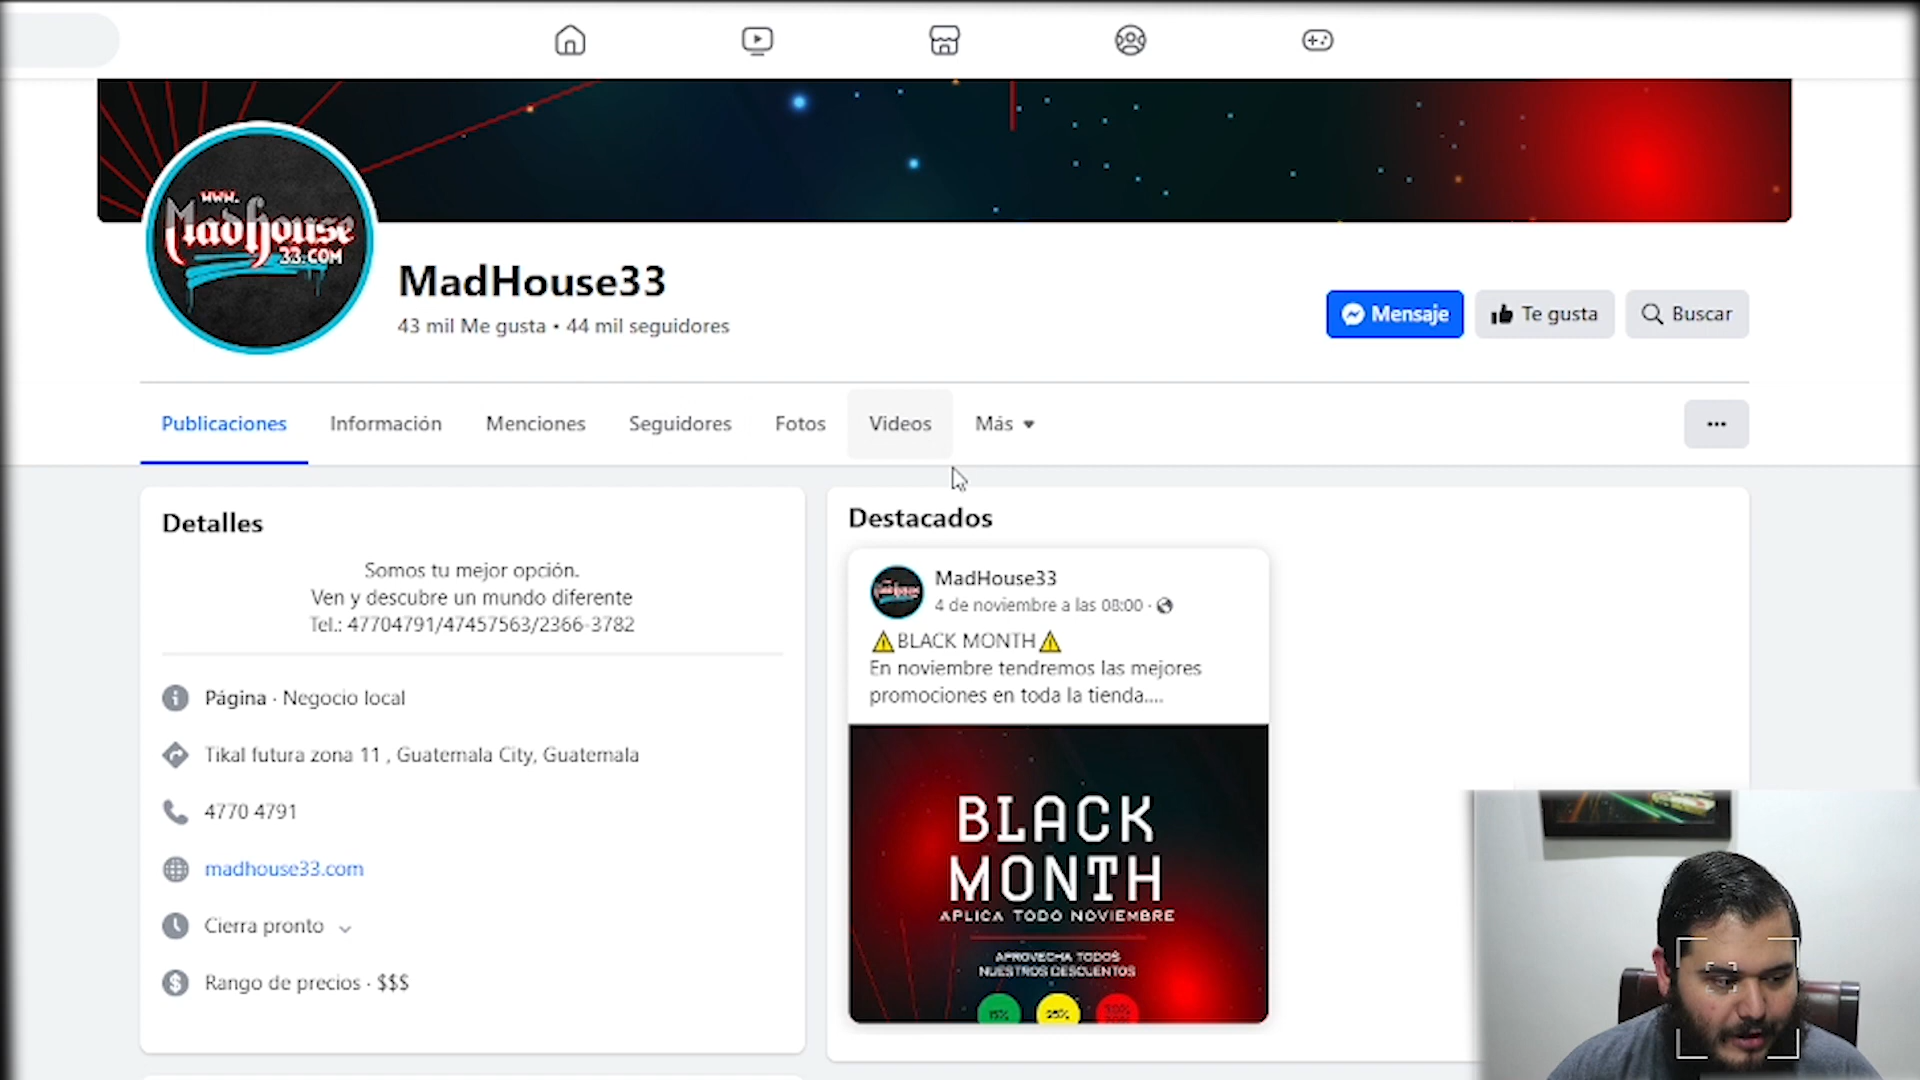 www.
Madhouse
33.COM
MadHouse33
43 mil Me gusta • 44 mil seguidores
Mensaje
Te gusta
Buscar
Publicaciones
Información
Menciones
Seguidores
Fotos
Videos
Más
Detalles
Somos tu mejor opción.
Ven y descubre un mundo diferente
Tel.: 47704791/47457563/2366-3782
Página · Negocio local
Tikal futura zona 11 , Guatemala City, Guatemala
4770 4791
madhouse33.com
Cierra pronto
Rango de precios · $$$
Destacados
MadHouse33
4 de noviembre a las 08:00 ·
⚠BLACK MONTH⚠
En noviembre tendremos las mejores
promociones en toda la tienda....
BLACK
MONTH
APLICA TODO NOVIEMBRE
APROVECHA TODOS
NUESTROS DESCUENTOS
15%
25%